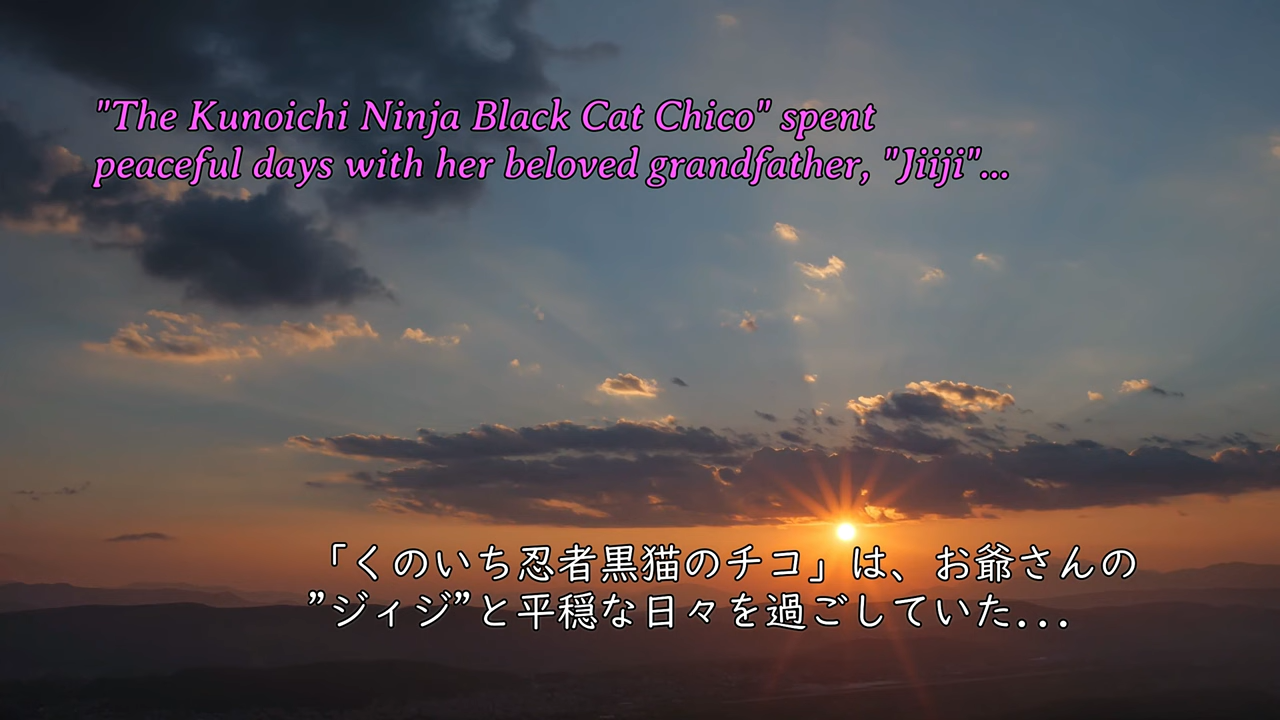 "The Kunoichi Ninja Black Cat Chico" spent
peaceful days with her beloved grandfather, "Jiiji"...
「くのいち忍者黒猫のチコ」は、お爺さんの
”ジィジ”と平穏な日々を過ごしていた...